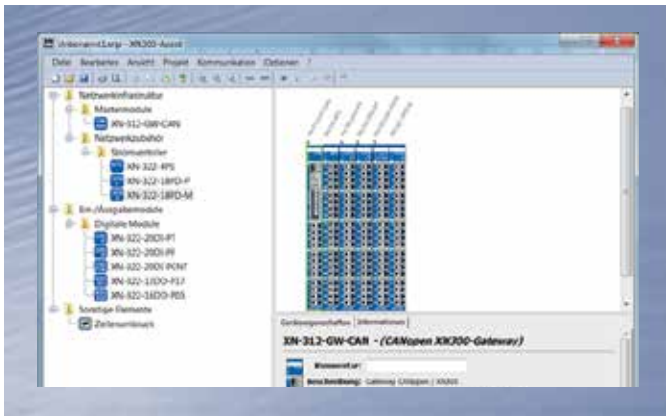 Unbenannt1.xnp - XN300-Assist
Datei Bearbeiten Ansicht Projekt Kommunikation Optionen ?
Netzwerkinfrastruktur
Mastermodule
XN-312-GW-CAN
Netzwerkzubehör
Stromverteiler
XN-322-4PS
XN-322-18PD-P
XN-322-18PD-M
Ein-/Ausgabemodule
Digitale Module
XN-322-20DI-PT
XN-322-20DI-PF
XN-322-20DI-PCNT
XN-322-12DO-P17
XN-322-16DO-P05
Sonstige Elemente
Zeilenumbruch
Geräteeigenschaften Informationen
XN-312-GW-CAN - (CANopen XN300-Gateway)
Kommentar:
Beschreibung: Gateway CANopen / XN300